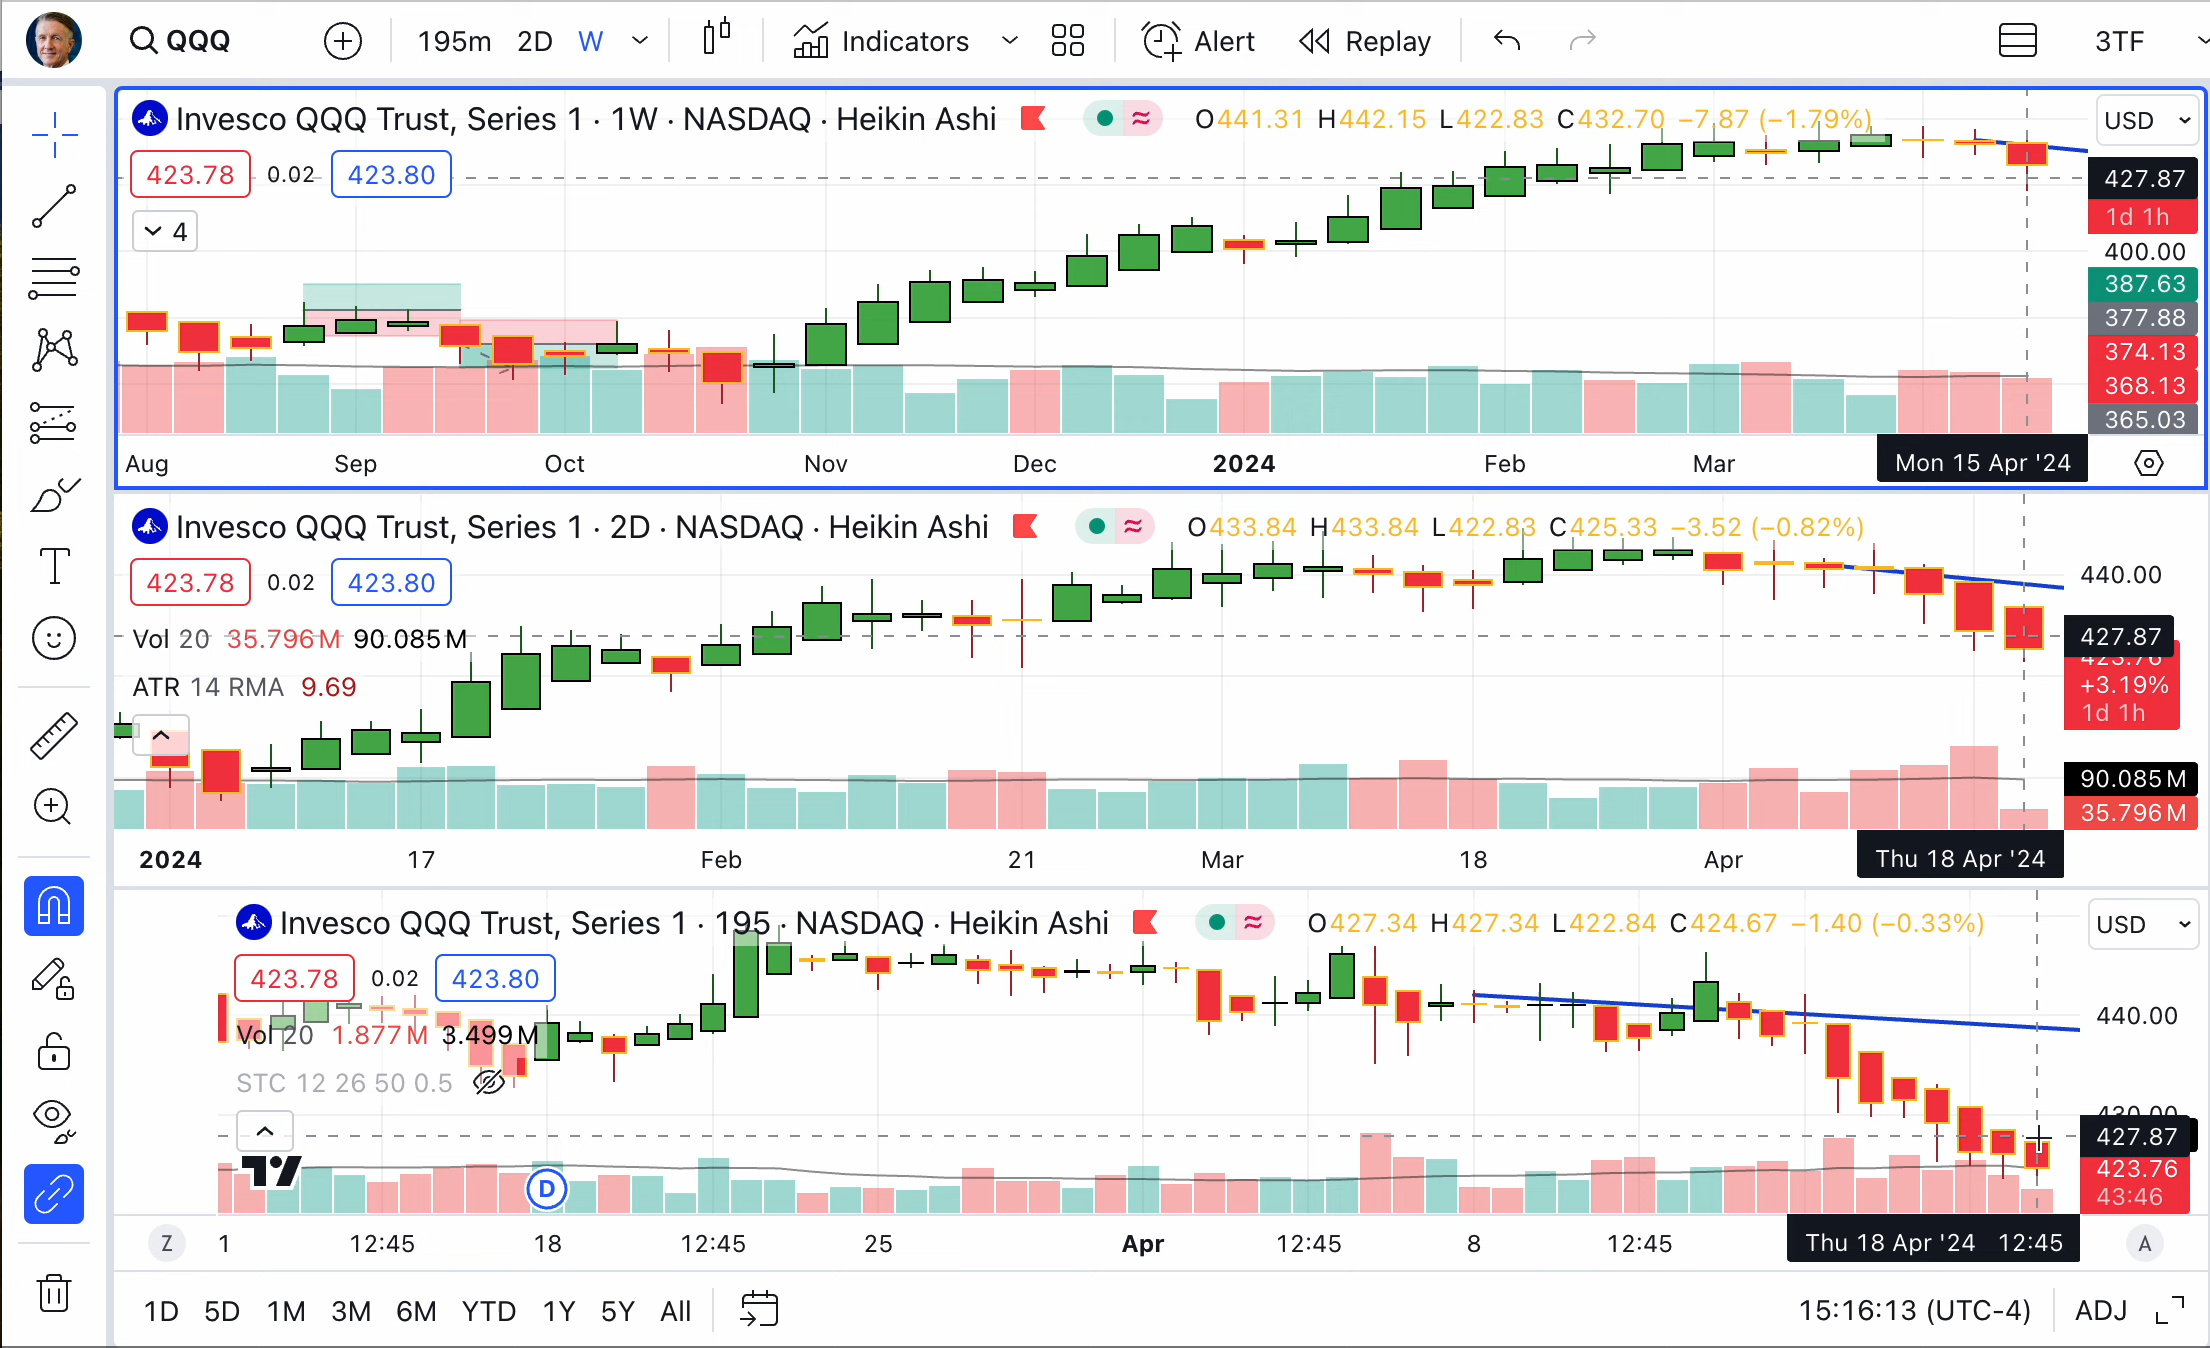 QQQ 195m 2D W Indicators Alert Replay 3TF
Invesco QQQ Trust, Series 1 · 1W · NASDAQ · Heikin Ashi O441.31 H442.15 L422.83 C432.70 −7.87 (−1.79%) USD
423.78 0.02 423.80
427.87
1d 1h
4
400.00
387.63
377.88
374.13
368.13
365.03
Aug Sep Oct Nov Dec 2024 Feb Mar Mon 15 Apr '24
Invesco QQQ Trust, Series 1 · 2D · NASDAQ · Heikin Ashi O433.84 H433.84 L422.83 C425.33 −3.52 (−0.82%)
423.78 0.02 423.80
440.00
Vol 20 35.796M 90.085M
427.87
423.76
+3.19%
1d 1h
ATR 14 RMA 9.69
90.085M
35.796M
2024 17 Feb 21 Mar 18 Apr Thu 18 Apr '24
Invesco QQQ Trust, Series 1 · 195 · NASDAQ · Heikin Ashi O427.34 H427.34 L422.84 C424.67 −1.40 (−0.33%) USD
423.78 0.02 423.80
440.00
Vol 20 1.877M 3.499M
STC 12 26 50 0.5
430.00
427.87
423.76
43:46
D
Z 1 12:45 18 12:45 25 Apr 12:45 8 12:45 Thu 18 Apr '24 12:45 A
1D 5D 1M 3M 6M YTD 1Y 5Y All 15:16:13 (UTC-4) ADJ